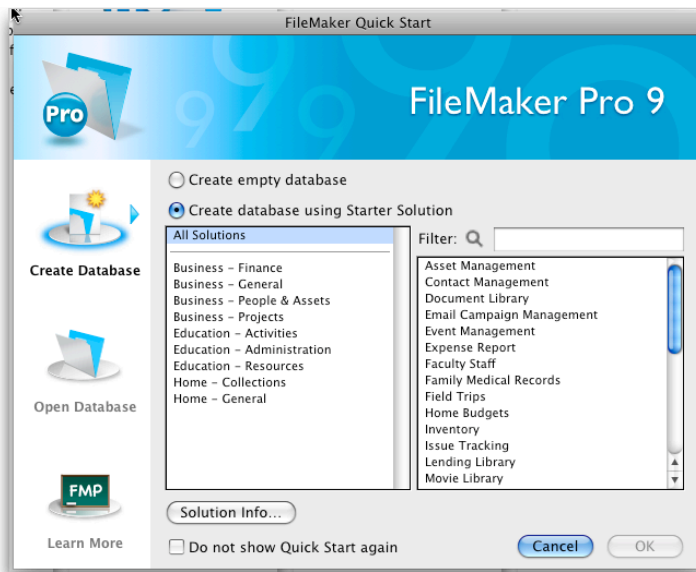 FileMaker Quick Start
Pro
FileMaker Pro 9
Create empty database
Create database using Starter Solution
All Solutions
Business – Finance
Business – General
Business – People & Assets
Business – Projects
Education – Activities
Education – Administration
Education – Resources
Home – Collections
Home – General
Filter:
Asset Management
Contact Management
Document Library
Email Campaign Management
Event Management
Expense Report
Faculty Staff
Family Medical Records
Field Trips
Home Budgets
Inventory
Issue Tracking
Lending Library
Movie Library
Create Database
Open Database
FMP
Learn More
Solution Info...
Do not show Quick Start again
Cancel
OK